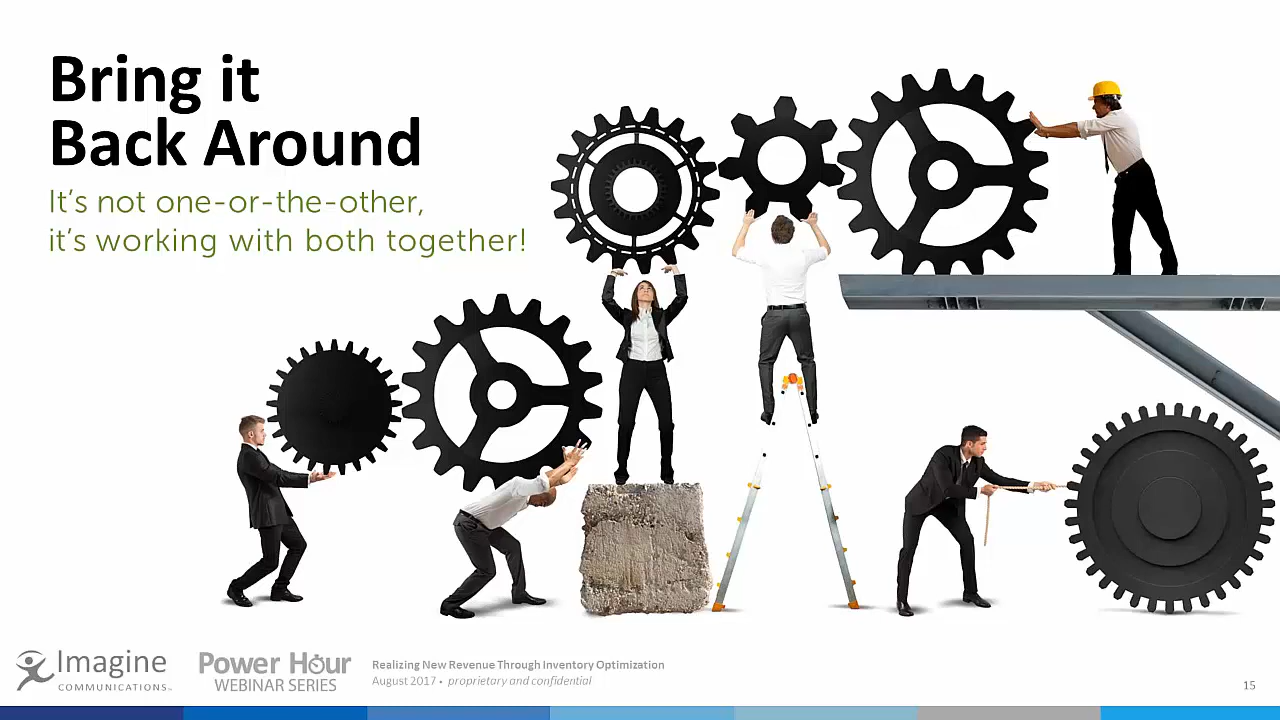 Bring it
Back Around
It's not one-or-the-other,
it's working with both together!
Imagine
COMMUNICATIONS
Power Hour
WEBINAR SERIES
Realizing New Revenue Through Inventory Optimization
August 2017 • proprietary and confidential
15